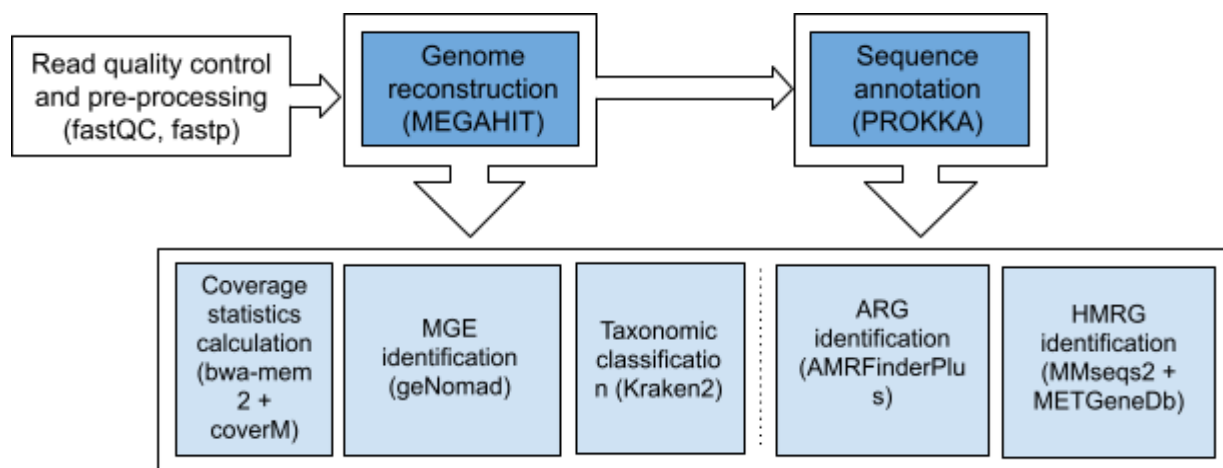 Read quality control
and pre-processing
(fastQC, fastp)
Genome
reconstruction
(MEGAHIT)
Sequence
annotation
(PROKKA)
Coverage
statistics
calculation
(bwa-mem
2 +
coverM)
MGE
identification
(geNomad)
Taxonomic
classificatio
n (Kraken2)
ARG
identification
(AMRFinderPlu
s)
HMRG
identification
(MMseqs2 +
METGeneDb)